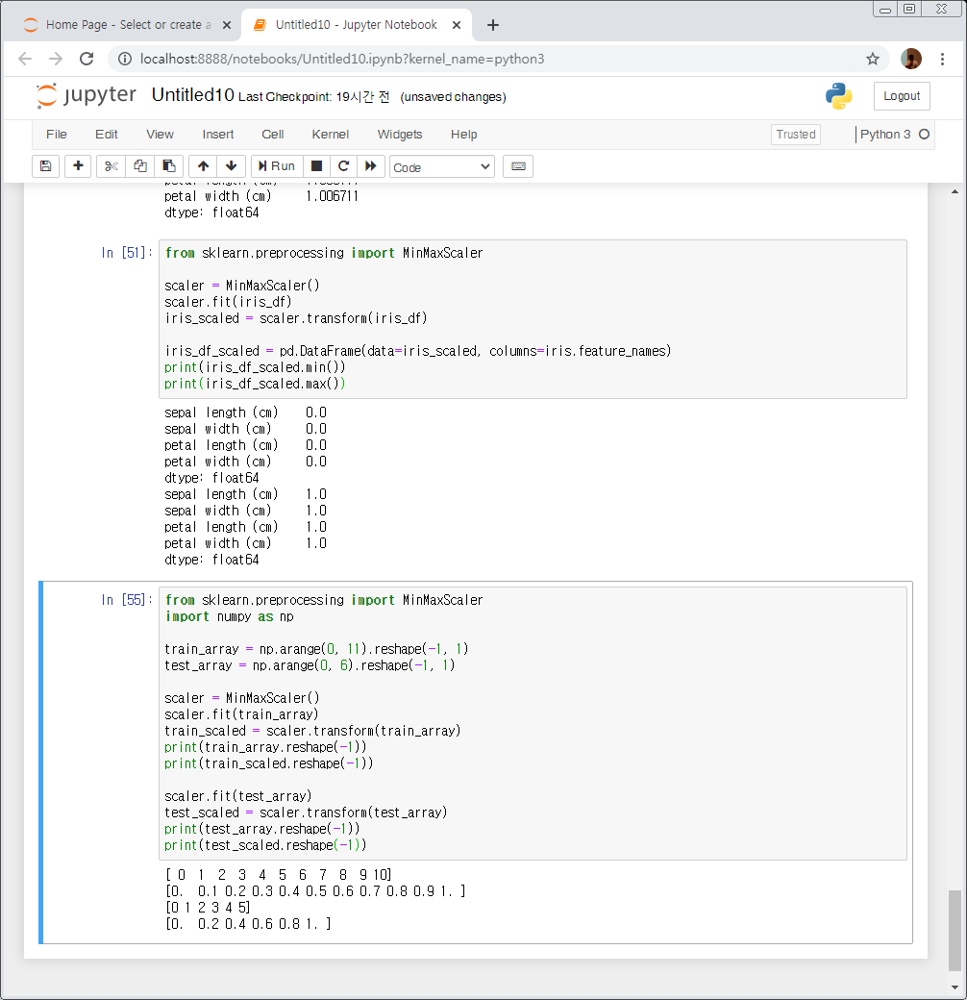 Home Page - Select or create a
Untitled10 - Jupyter Notebook
localhost:8888/notebooks/Untitled10.ipynb?kernel_name=python3
jupyter Untitled10 Last Checkpoint: 19시간 전 (unsaved changes)
Logout
File Edit View Insert Cell Kernel Widgets Help
Trusted
Python 3
Run
Code
petal width (cm) 1.006711
dtype: float64
In [51]:
from sklearn.preprocessing import MinMaxScaler
scaler = MinMaxScaler()
scaler.fit(iris_df)
iris_scaled = scaler.transform(iris_df)
iris_df_scaled = pd.DataFrame(data=iris_scaled, columns=iris.feature_names)
print(iris_df_scaled.min())
print(iris_df_scaled.max())
sepal length (cm) 0.0
sepal width (cm) 0.0
petal length (cm) 0.0
petal width (cm) 0.0
dtype: float64
sepal length (cm) 1.0
sepal width (cm) 1.0
petal length (cm) 1.0
petal width (cm) 1.0
dtype: float64
In [55]:
from sklearn.preprocessing import MinMaxScaler
import numpy as np
train_array = np.arange(0, 11).reshape(-1, 1)
test_array = np.arange(0, 6).reshape(-1, 1)
scaler = MinMaxScaler()
scaler.fit(train_array)
train_scaled = scaler.transform(train_array)
print(train_array.reshape(-1))
print(train_scaled.reshape(-1))
scaler.fit(test_array)
test_scaled = scaler.transform(test_array)
print(test_array.reshape(-1))
print(test_scaled.reshape(-1))
[ 0 1 2 3 4 5 6 7 8 9 10]
[0. 0.1 0.2 0.3 0.4 0.5 0.6 0.7 0.8 0.9 1. ]
[0 1 2 3 4 5]
[0. 0.2 0.4 0.6 0.8 1. ]